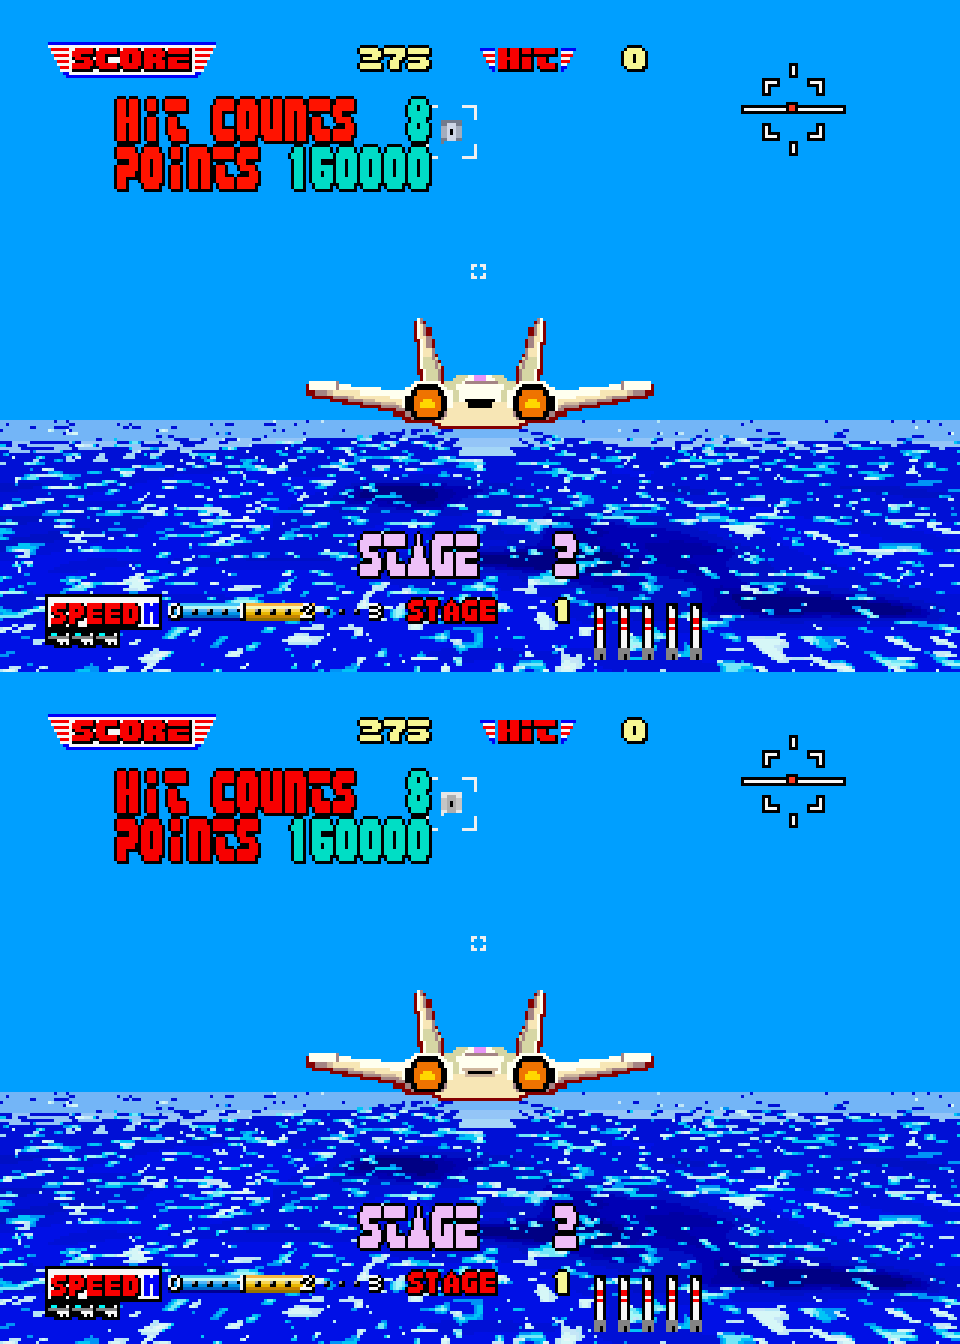 SCORE 273 Hit 0
Hit COUNTS 8
POINTS 160000
STAGE 2
SPEED 0 2 3 STAGE 1
SCORE 273 Hit 0
Hit COUNTS 8
POINTS 160000
STAGE 2
SPEED 0 2 3 STAGE 1